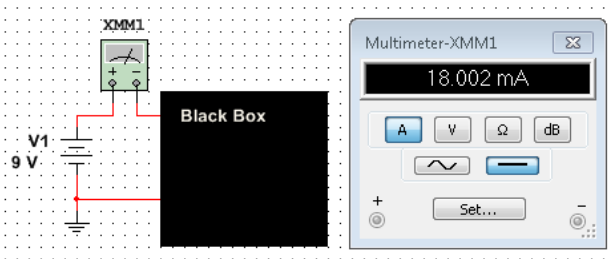 XMM1
+ −
V1
9 V
Black Box
Multimeter-XMM1
18.002 mA
A V Ω dB
+ −
Set...